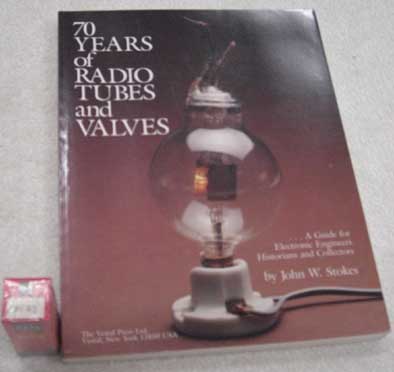 70
YEARS
of
RADIO
TUBES
and
VALVES
. . . A Guide for
Electronic Engineers,
Historians and Collectors
by John W. Stokes
The Vestal Press Ltd.
Vestal, New York 13850 USA